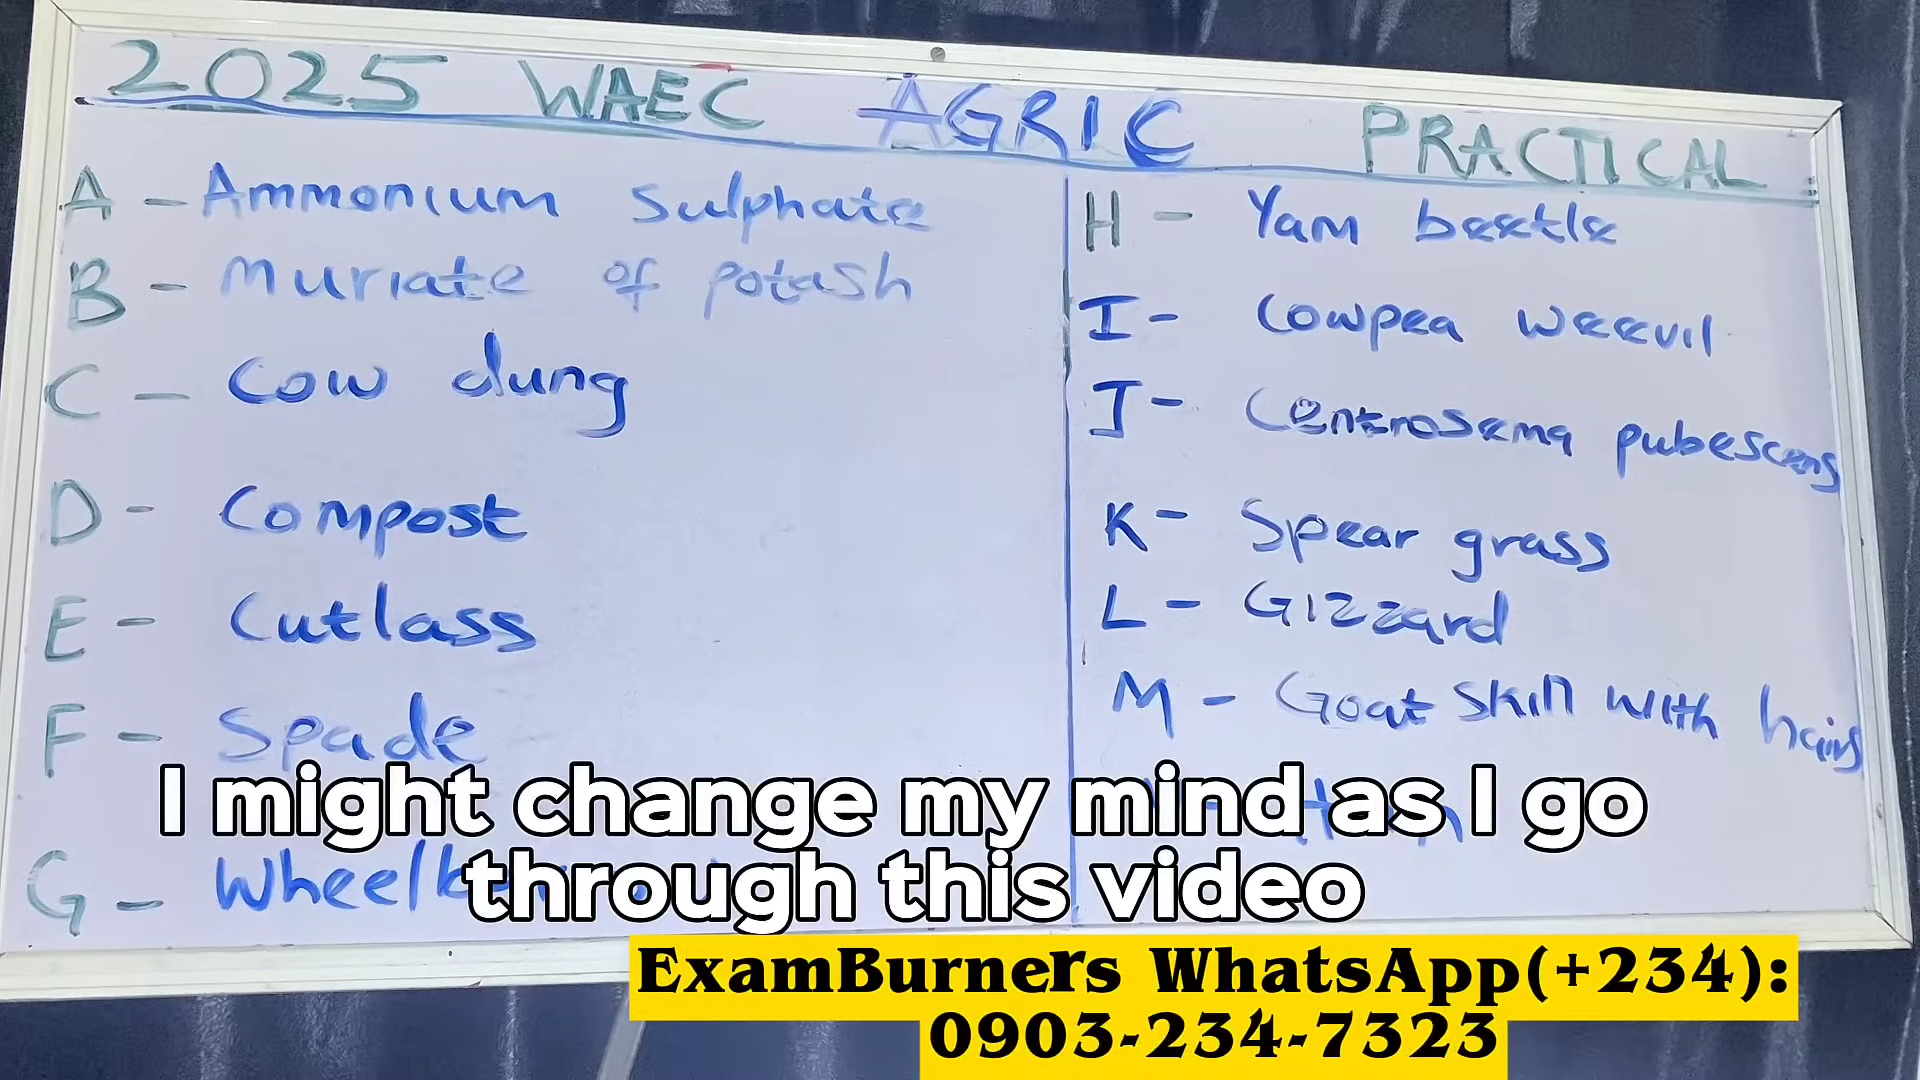 2025 WAEC AGRIC PRACTICAL
A - Ammonium sulphate
B - Muriate of potash
C - Cow dung
D - Compost
E - Cutlass
F - Spade
G -
H - Yam beetle
I - Cowpea weevil
J - Centrosema pubescens
K - Spear grass
L - Gizzard
M - Goat skin with hairs
I might change my mind as I go
through this video
ExamBurners WhatsApp(+234):
0903-234-7323